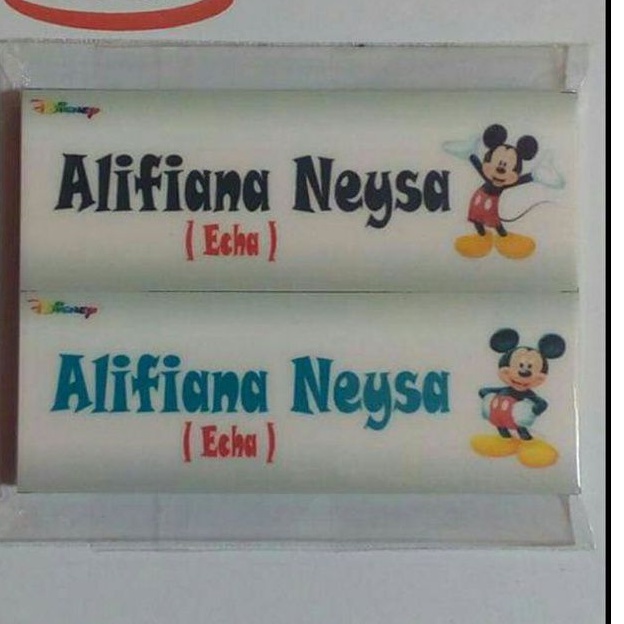 Disney
Alifiana Neysa
( Echa )
Disney
Alifiana Neysa
( Echa )